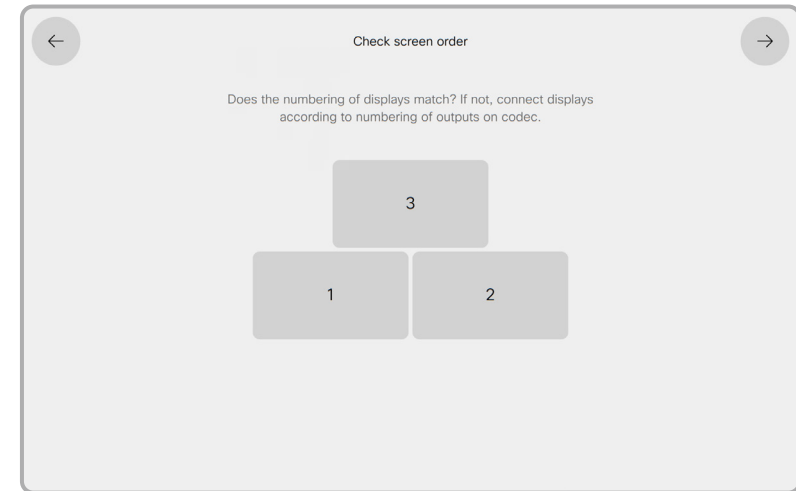 Check screen order
Does the numbering of displays match? If not, connect displays
according to numbering of outputs on codec.
3
1 2